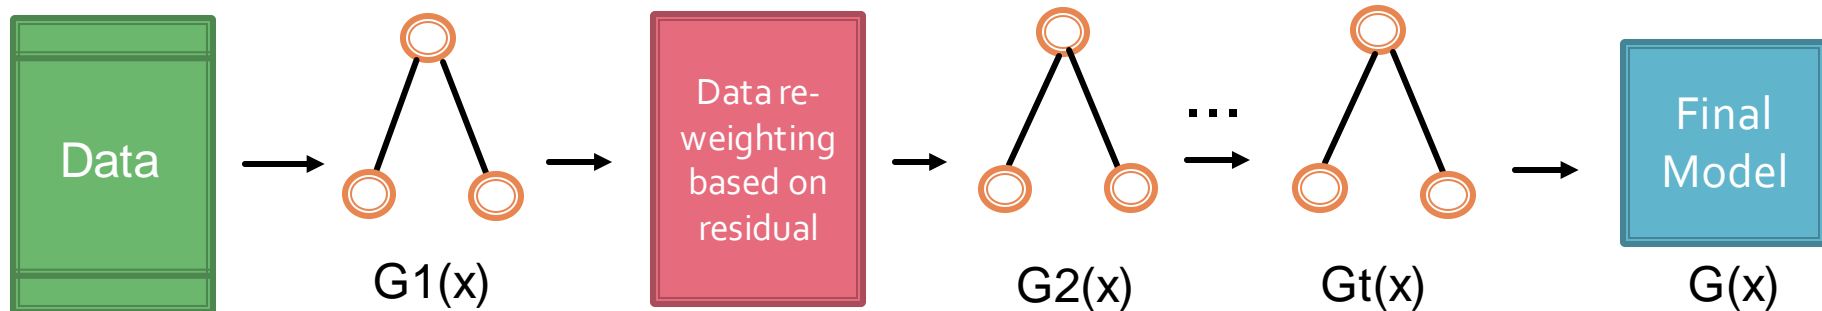 Data
G1(x)
Data re-
weighting
based on
residual
G2(x)
...
Gt(x)
Final
Model
G(x)